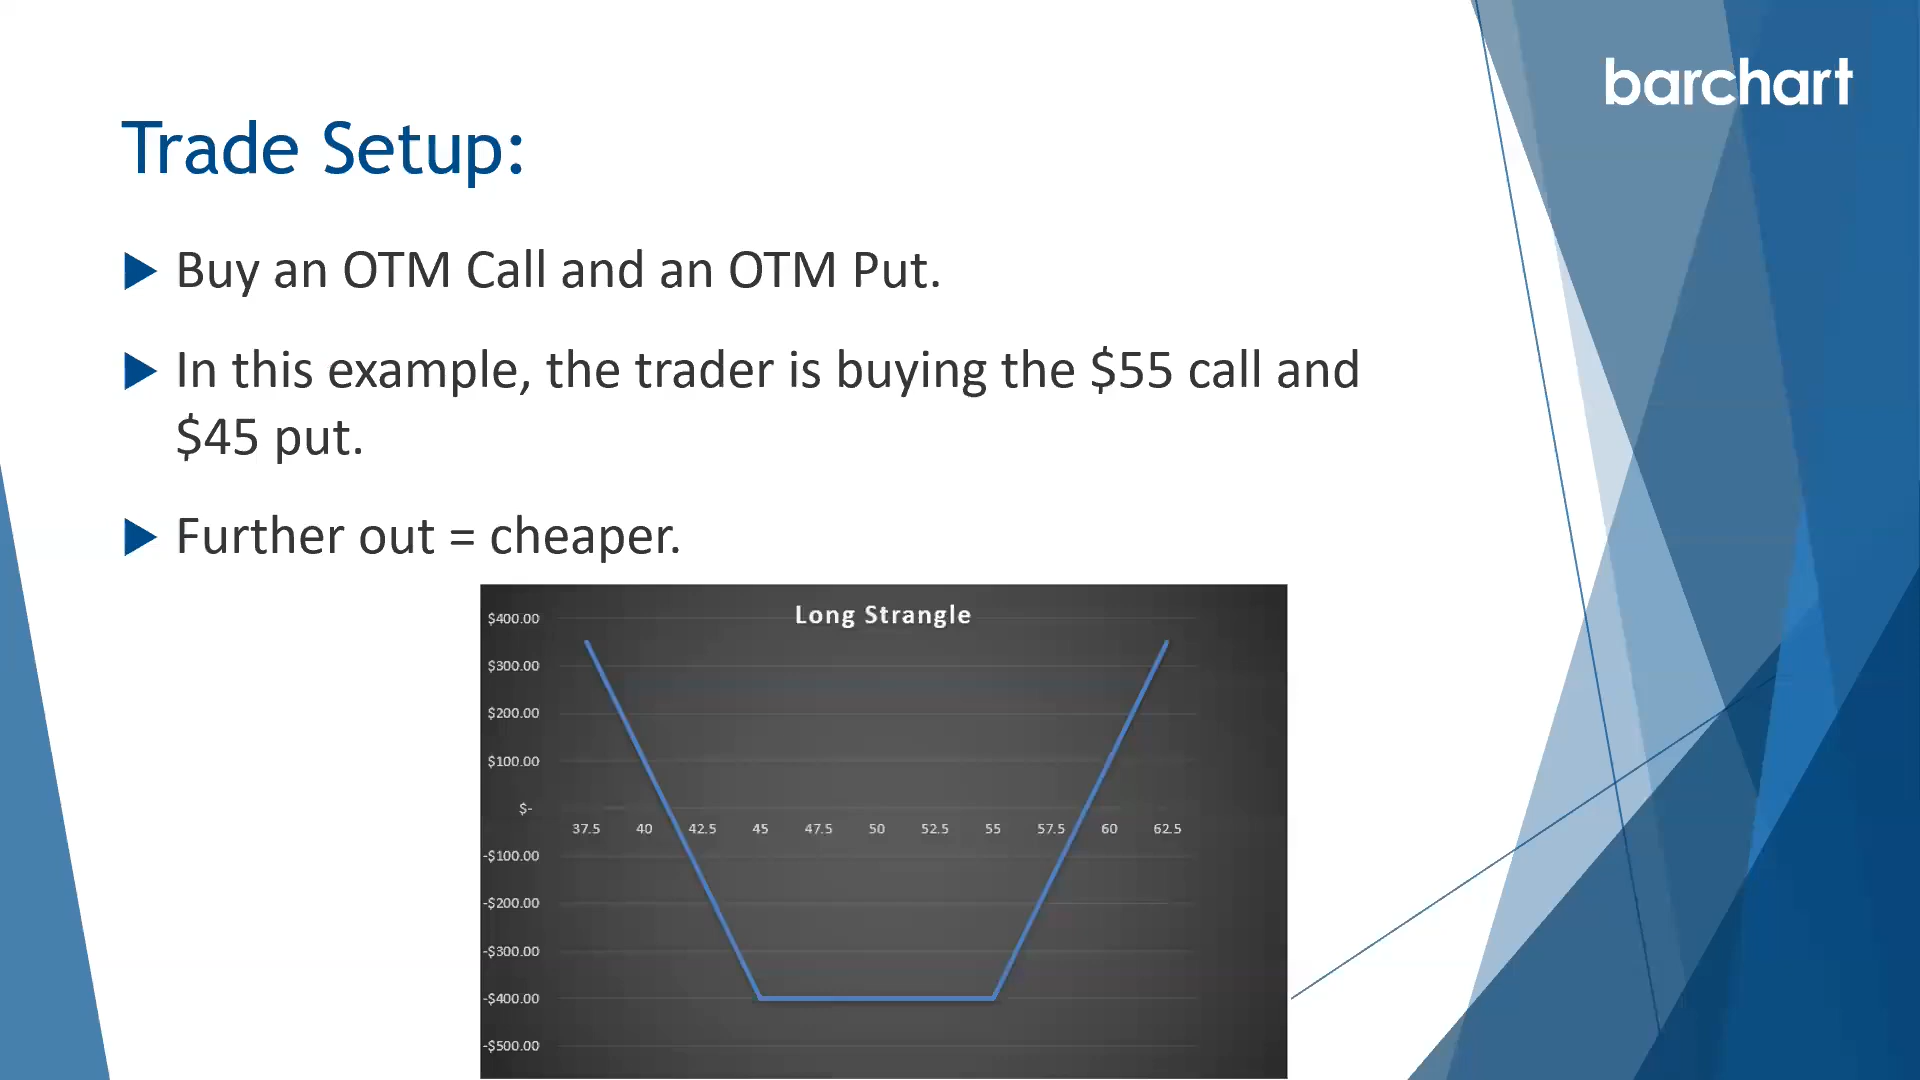 barchart
Trade Setup:
Buy an OTM Call and an OTM Put.
In this example, the trader is buying the $55 call and
$45 put.
Further out = cheaper.
Long Strangle
$400.00
$300.00
$200.00
$100.00
$-
37.5 40 42.5 45 47.5 50 52.5 55 57.5 60 62.5
-$100.00
-$200.00
-$300.00
-$400.00
-$500.00